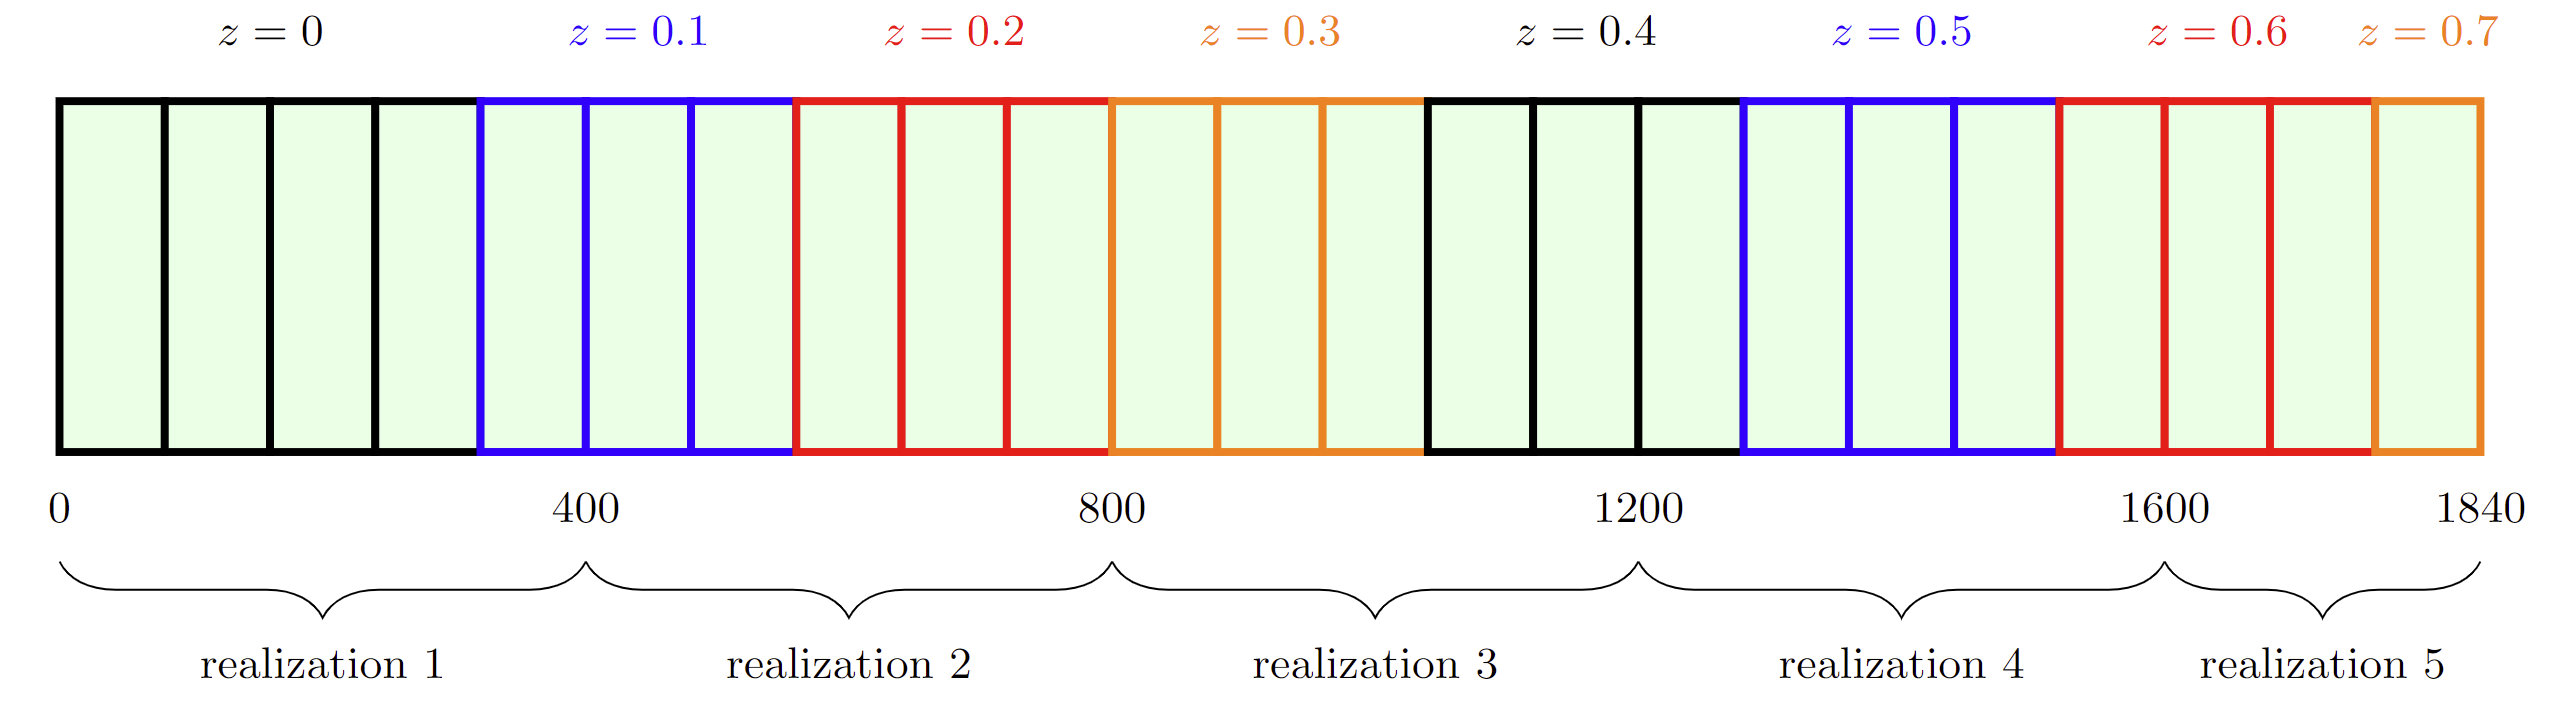 z = 0 z = 0.1 z = 0.2 z = 0.3 z = 0.4 z = 0.5 z = 0.6 z = 0.7
0 400 800 1200 1600 1840
realization 1 realization 2 realization 3 realization 4 realization 5